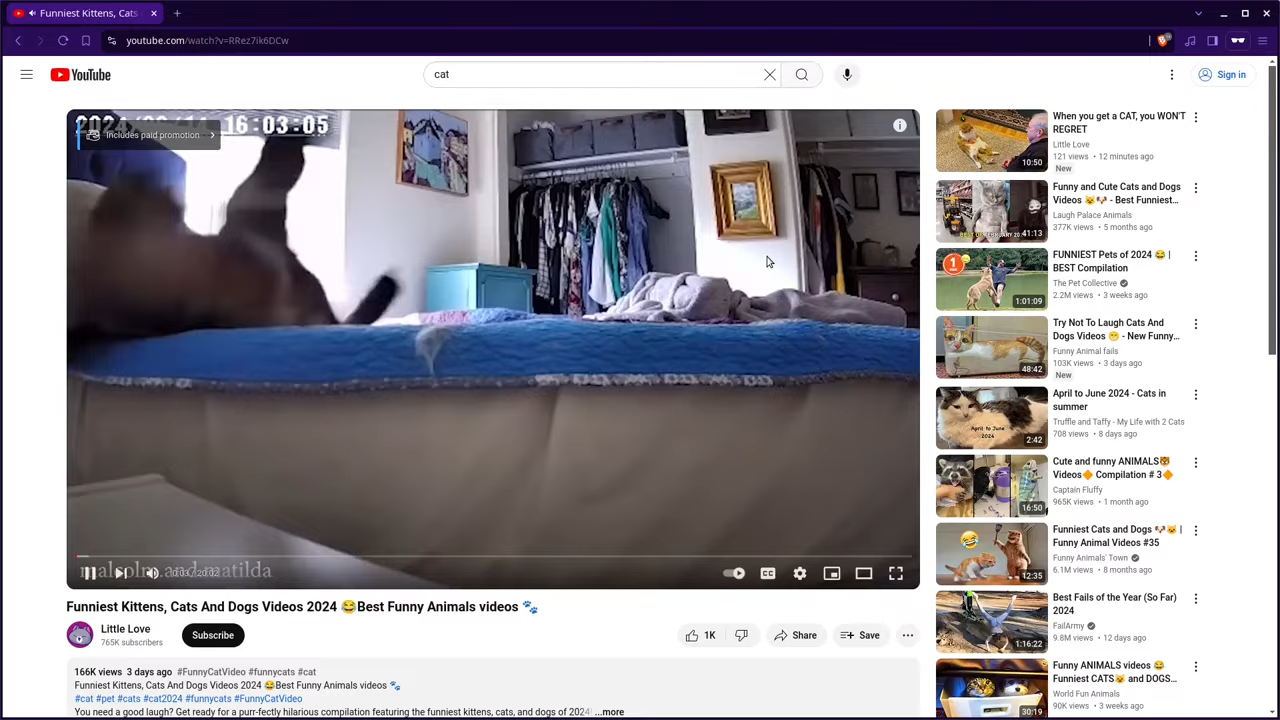 Funniest Kittens, Cats
youtube.com/watch?v=RRez7ik6DCw
YouTube
cat
Sign in
16:03:05
Includes paid promotion
malcolm.and.matilda
20:02
Funniest Kittens, Cats And Dogs Videos 2024 😂Best Funny Animals videos 🐾
Little Love
765K subscribers
Subscribe
1K
Share
Save
166K views 3 days ago #FunnyCatVideo #funnycats #cat
Funniest Kittens, Cats And Dogs Videos 2024 😂Best Funny Animals videos 🐾
#cat #pet #cats #cat2024 #funnycats #FunnyCatVideo
You need a good laugh? Get ready for a purr-fectly hilarious compilation featuring the funniest kittens, cats, and dogs of 2024! ...more
10:50
When you get a CAT, you WON'T
REGRET
Little Love
121 views • 12 minutes ago
New
41:13
Funny and Cute Cats and Dogs
Videos 😺🐶 - Best Funniest…
Laugh Palace Animals
377K views • 5 months ago
1
1:01:09
FUNNIEST Pets of 2024 😂 |
BEST Compilation
The Pet Collective
2.2M views • 3 weeks ago
48:42
Try Not To Laugh Cats And
Dogs Videos 😁 - New Funny…
Funny Animal fails
103K views • 3 days ago
New
April to June
2024
2:42
April to June 2024 - Cats in
summer
Truffle and Taffy - My Life with 2 Cats
708 views • 8 days ago
16:50
Cute and funny ANIMALS🐯
Videos🔶 Compilation # 3🔶
Captain Fluffy
965K views • 1 month ago
12:35
Funniest Cats and Dogs 🐶🐱 |
Funny Animal Videos #35
Funny Animals' Town
6.1M views • 8 months ago
1:16:22
Best Fails of the Year (So Far)
2024
FailArmy
9.8M views • 12 days ago
30:19
Funny ANIMALS videos 😂
Funniest CATS😺 and DOGS…
World Fun Animals
90K views • 3 weeks ago